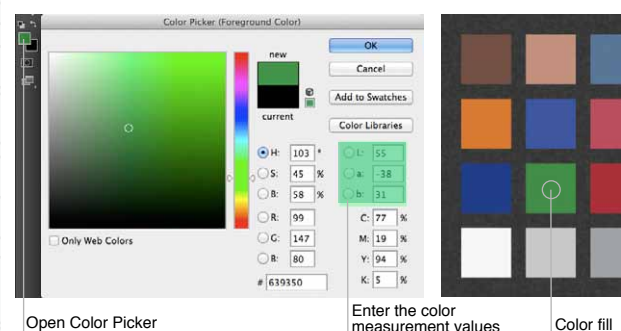 Color Picker (Foreground Color)
new
current
OK
Cancel
Add to Swatches
Color Libraries
H: 103 °
S: 45 %
B: 58 %
R: 99
G: 147
B: 80
# 639350
L: 55
a: -38
b: 31
C: 77 %
M: 19 %
Y: 94 %
K: 5 %
Only Web Colors
Open Color Picker
Enter the color
measurement values
Color fill